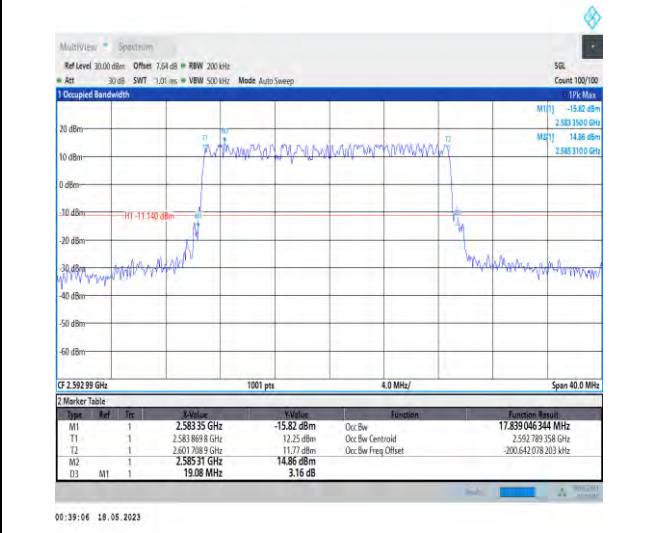 MultiView Spectrum
Ref Level 30.00 dBm Offset 7.64 dB RBW 200 kHz SGL
Att 30 dB SWT 1.01 ms VBW 500 kHz Mode Auto Sweep Count 100/100
1 Occupied Bandwidth 1Pk Max
M1[1] -15.82 dBm
2.583 3500 GHz
M2[1] 14.86 dBm
2.585 3100 GHz
20 dBm
T1 M2 T2
10 dBm
0 dBm
-10 dBm
H1 -11.140 dBm
-20 dBm
-30 dBm
-40 dBm
-50 dBm
-60 dBm
CF 2.592 99 GHz 1001 pts 4.0 MHz/ Span 40.0 MHz
2 Marker Table
Type Ref Trc X-Value Y-Value Function Function Result
M1 1 2.583 35 GHz -15.82 dBm Occ Bw 17.839 046 344 MHz
T1 1 2.583 869 8 GHz 12.25 dBm Occ Bw Centroid 2.592 789 358 GHz
T2 1 2.601 708 9 GHz 11.77 dBm Occ Bw Freq Offset -200.642 078 203 kHz
M2 1 2.585 31 GHz 14.86 dBm
D3 M1 1 19.08 MHz 3.16 dB
00:39:06 18.05.2023